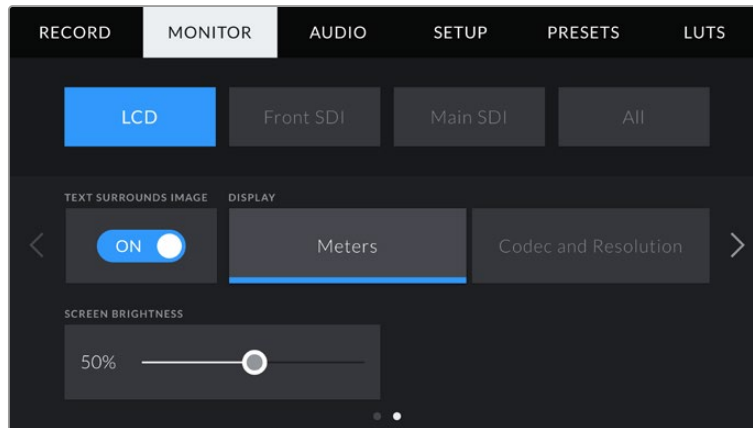 RECORD MONITOR AUDIO SETUP PRESETS LUTS
LCD Front SDI Main SDI All
TEXT SURROUNDS IMAGE DISPLAY
ON Meters Codec and Resolution
SCREEN BRIGHTNESS
50%